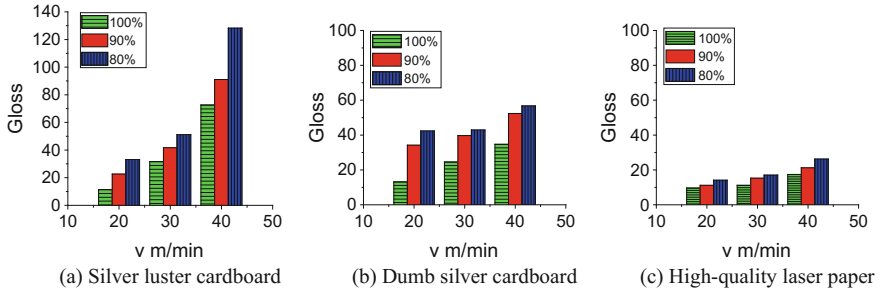 140
120
100
80
60
40
20
0
Gloss
100%
90%
80%
10 20 30 40 50
v m/min
(a) Silver luster cardboard
100
80
60
40
20
0
Gloss
100%
90%
80%
10 20 30 40 50
v m/min
(b) Dumb silver cardboard
100
80
60
40
20
0
Gloss
100%
90%
80%
10 20 30 40 50
v m/min
(c) High-quality laser paper